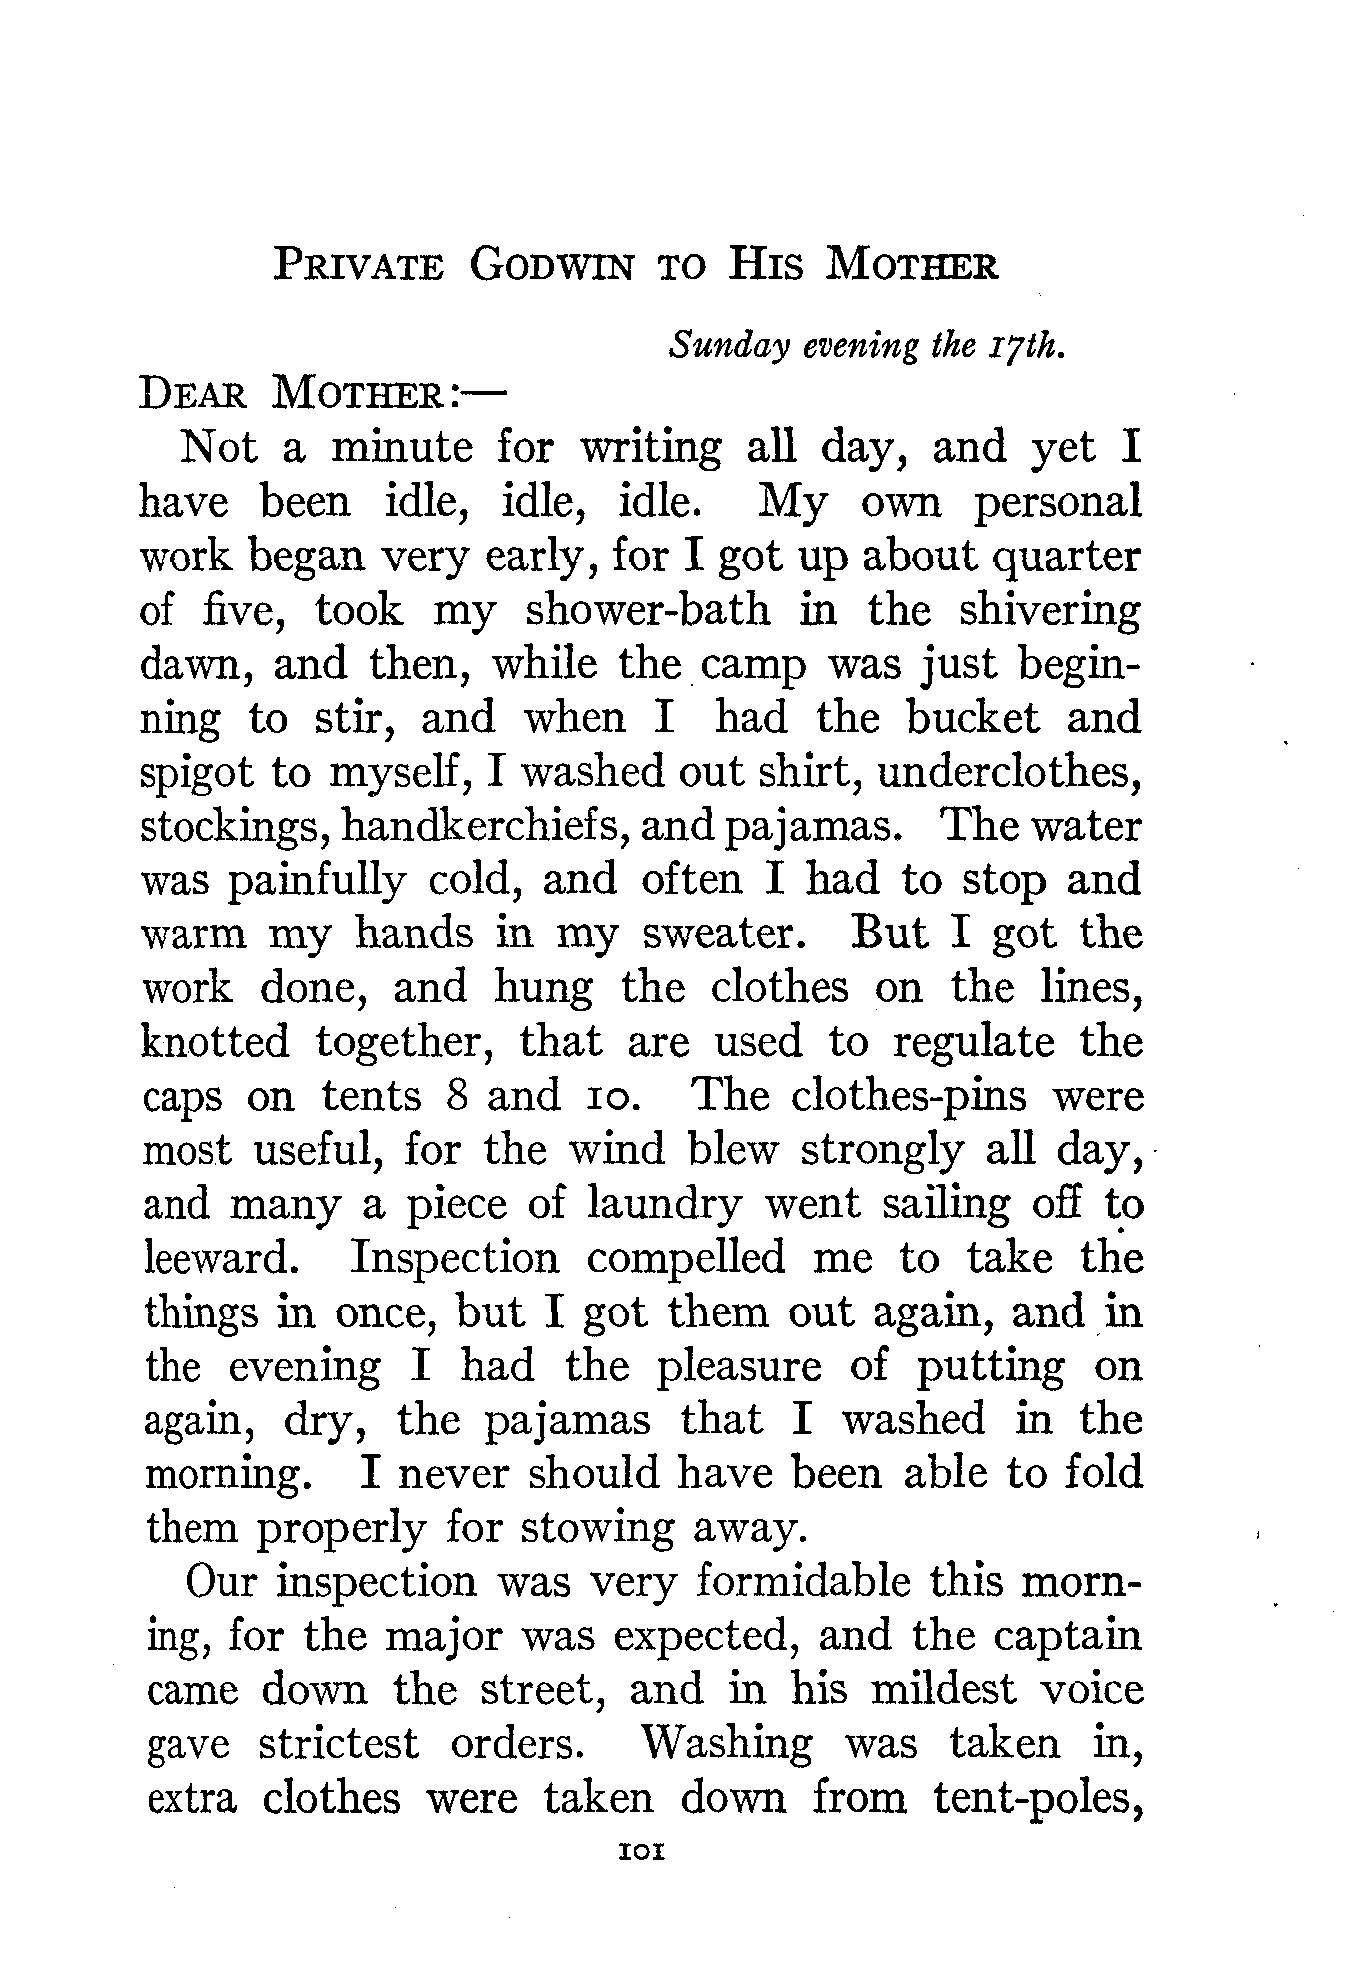 Private Godwin to His Mother
Sunday evening the 17th.
Dear Mother:—
Not a minute for writing all day, and yet I
have been idle, idle, idle. My own personal
work began very early, for I got up about quarter
of five, took my shower-bath in the shivering
dawn, and then, while the camp was just begin-
ning to stir, and when I had the bucket and
spigot to myself, I washed out shirt, underclothes,
stockings, handkerchiefs, and pajamas. The water
was painfully cold, and often I had to stop and
warm my hands in my sweater. But I got the
work done, and hung the clothes on the lines,
knotted together, that are used to regulate the
caps on tents 8 and 10. The clothes-pins were
most useful, for the wind blew strongly all day,
and many a piece of laundry went sailing off to
leeward. Inspection compelled me to take the
things in once, but I got them out again, and in
the evening I had the pleasure of putting on
again, dry, the pajamas that I washed in the
morning. I never should have been able to fold
them properly for stowing away.
Our inspection was very formidable this morn-
ing, for the major was expected, and the captain
came down the street, and in his mildest voice
gave strictest orders. Washing was taken in,
extra clothes were taken down from tent-poles,
101